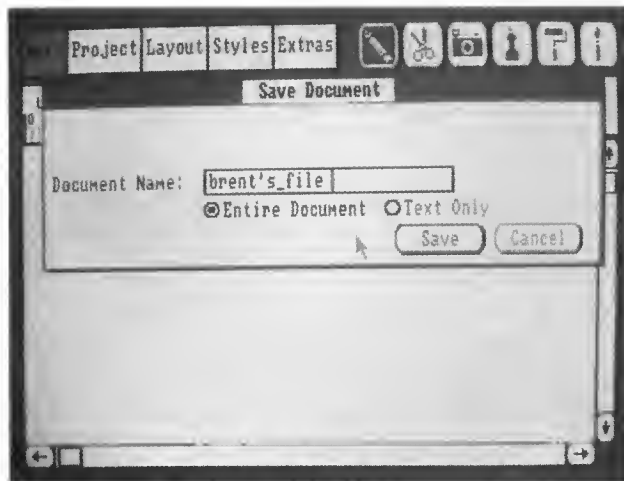 Project Layout Styles Extras
Save Document
Document Name: brent's_file
Entire Document Text Only
Save Cancel